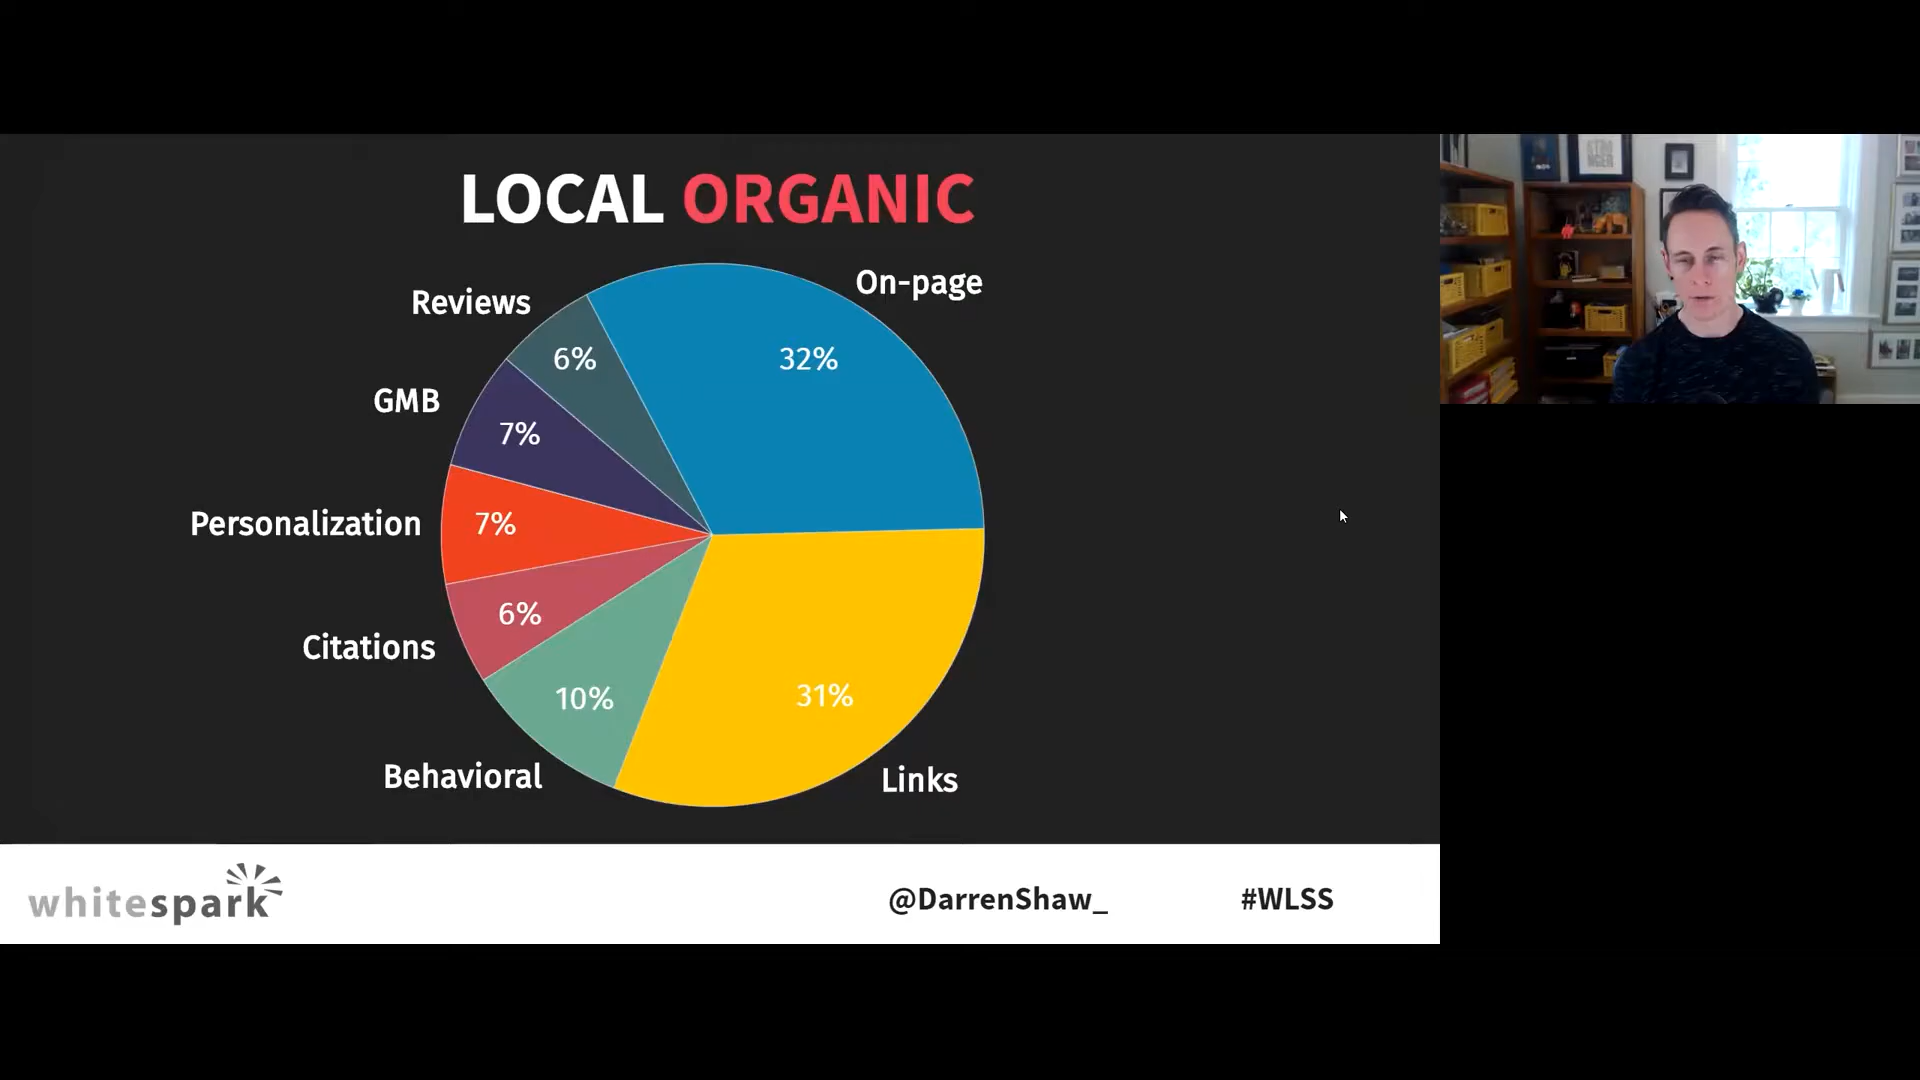 LOCAL ORGANIC
On-page
Reviews
32%
6%
GMB
7%
Personalization
7%
6%
Citations
10%
31%
Behavioral
Links
whitespark
@DarrenShaw_
#WLSS